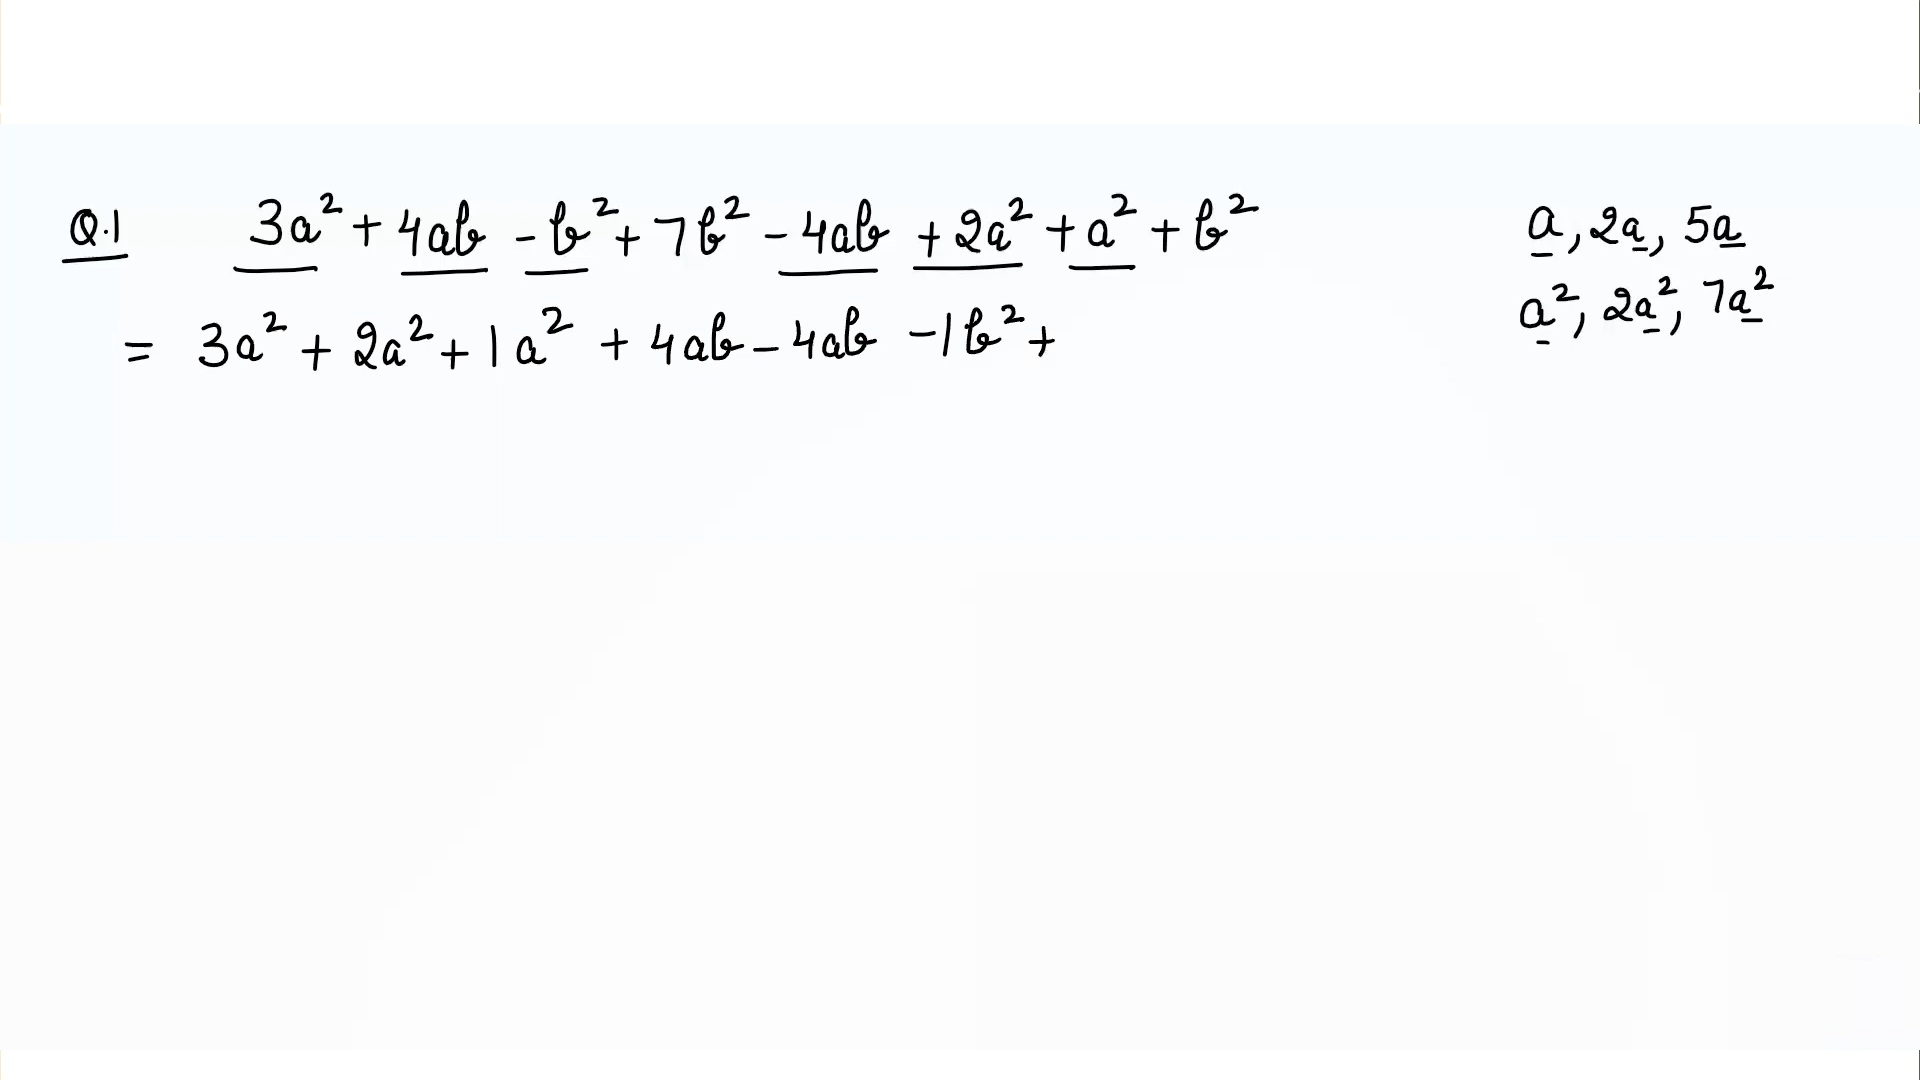 Q.1 3a² + 4ab - b² + 7b² - 4ab + 2a² + a² + b²
= 3a² + 2a² + 1a² + 4ab - 4ab - 1b² +
a, 2a, 5a
a², 2a², 7a²